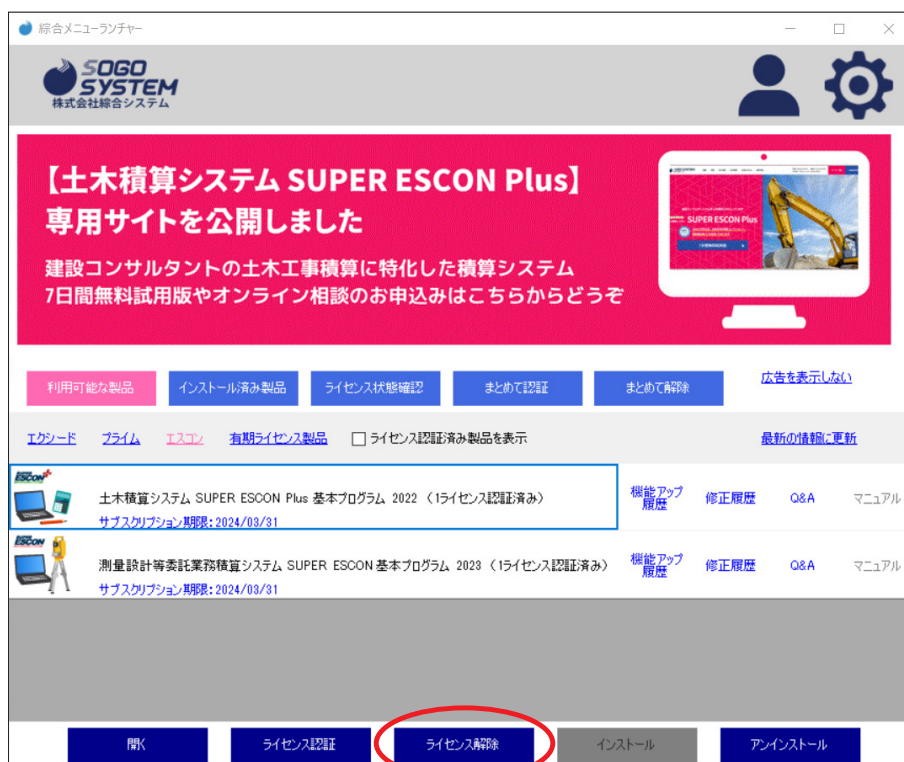 綜合メニューランチャー
SOGO
SYSTEM
株式会社綜合システム
【土木積算システム SUPER ESCON Plus】
専用サイトを公開しました
建設コンサルタントの土木工事積算に特化した積算システム
7日間無料試用版やオンライン相談のお申込みはこちらからどうぞ
SUPER ESCON Plus
利用可能な製品 インストール済み製品 ライセンス状態確認 まとめて認証 まとめて解除 広告を表示しない
エクシード プライム エスコン 有期ライセンス製品 ライセンス認証済み製品を表示 最新の情報に更新
ESCON
土木積算システム SUPER ESCON Plus 基本プログラム 2022 (1ライセンス認証済み) 機能アップ履歴 修正履歴 Q&A マニュアル
サブスクリプション期限:2024/03/31
ESCON
測量設計等委託業務積算システム SUPER ESCON 基本プログラム 2023 (1ライセンス認証済み) 機能アップ履歴 修正履歴 Q&A マニュアル
サブスクリプション期限:2024/03/31
開く ライセンス認証 ライセンス解除 インストール アンインストール